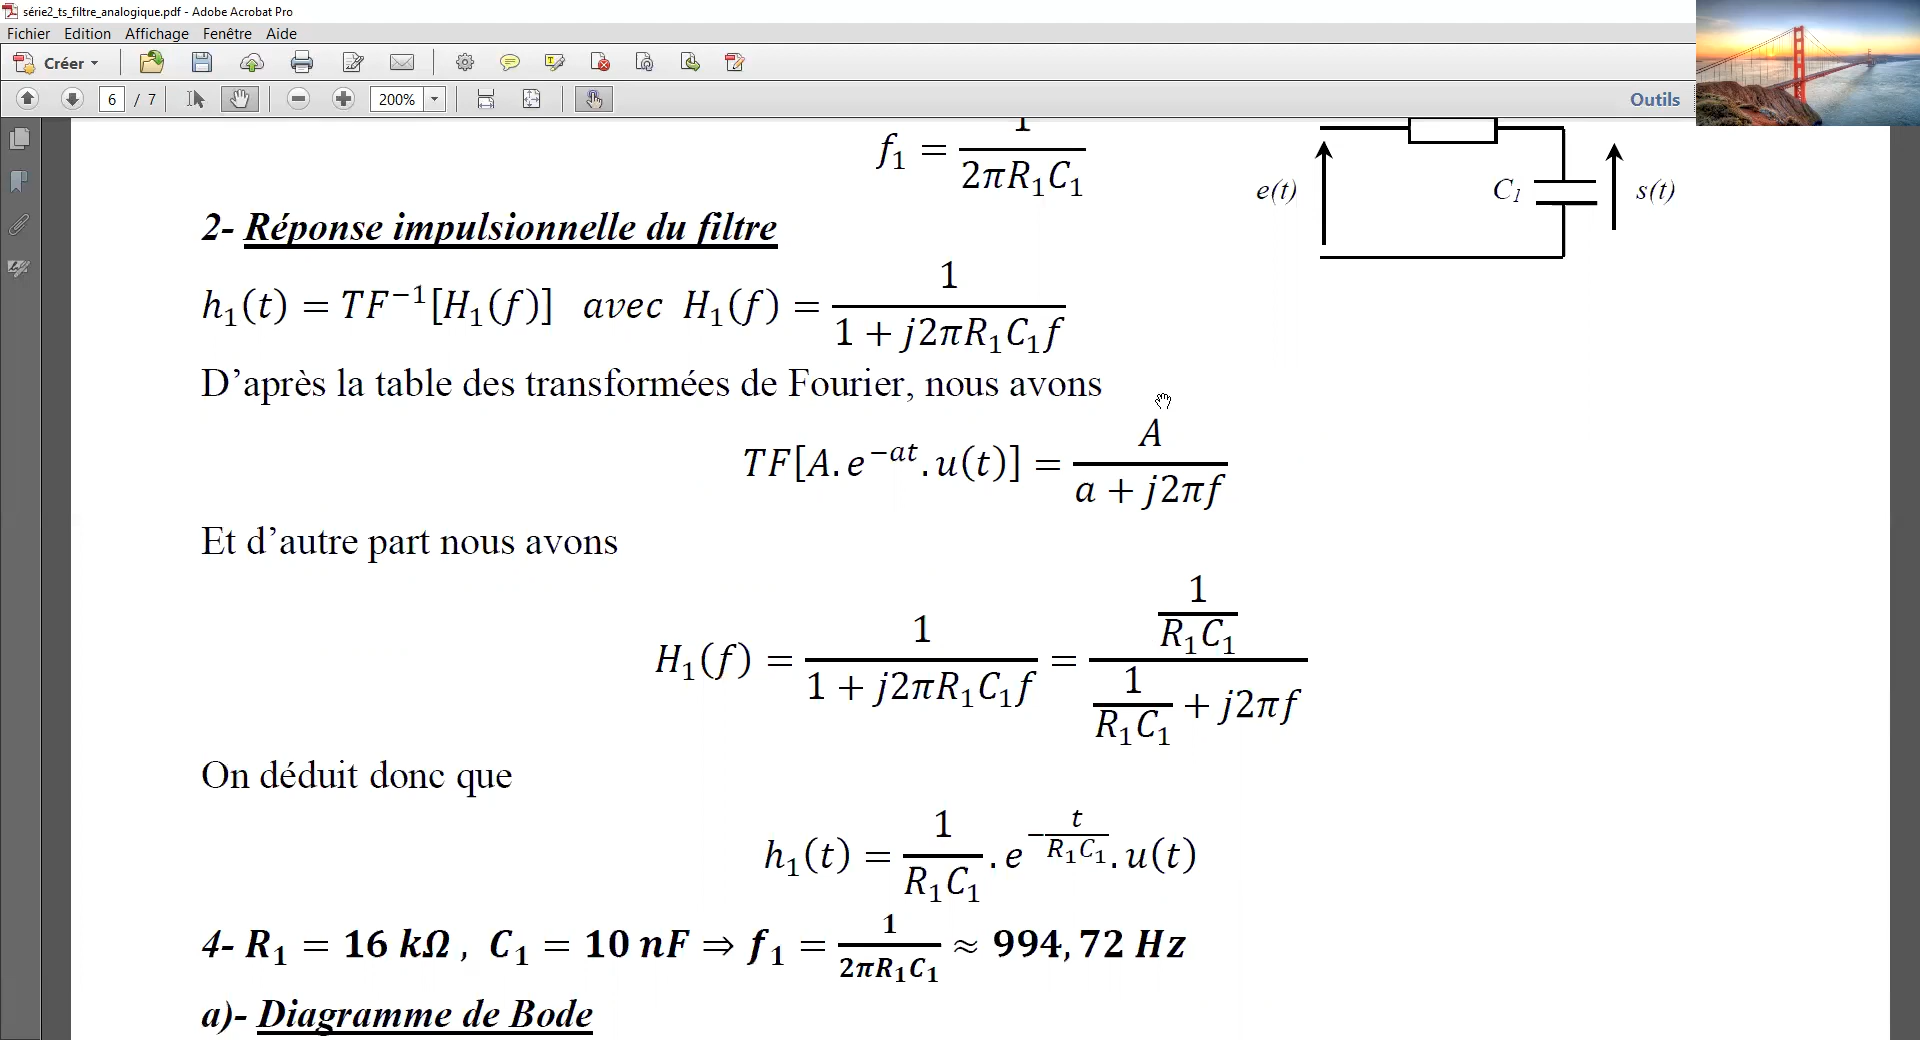 série2_ts_filtre_analogique.pdf - Adobe Acrobat Pro
Fichier Edition Affichage Fenêtre Aide
Créer
6 / 7 200% Outils
f₁ = 1 / (2πR₁C₁)
e(t) C₁ s(t)
2- Réponse impulsionnelle du filtre
h₁(t) = TF⁻¹[H₁(f)] avec H₁(f) = 1 / (1 + j2πR₁C₁f)
D’après la table des transformées de Fourier, nous avons
TF[A.e^(−at).u(t)] = A / (a + j2πf)
Et d’autre part nous avons
H₁(f) = 1 / (1 + j2πR₁C₁f) = (1 / (R₁C₁)) / (1 / (R₁C₁) + j2πf)
On déduit donc que
h₁(t) = 1 / (R₁C₁) . e^(−t / (R₁C₁)) . u(t)
4- R₁ = 16 kΩ , C₁ = 10 nF ⇒ f₁ = 1 / (2πR₁C₁) ≈ 994,72 Hz
a)- Diagramme de Bode